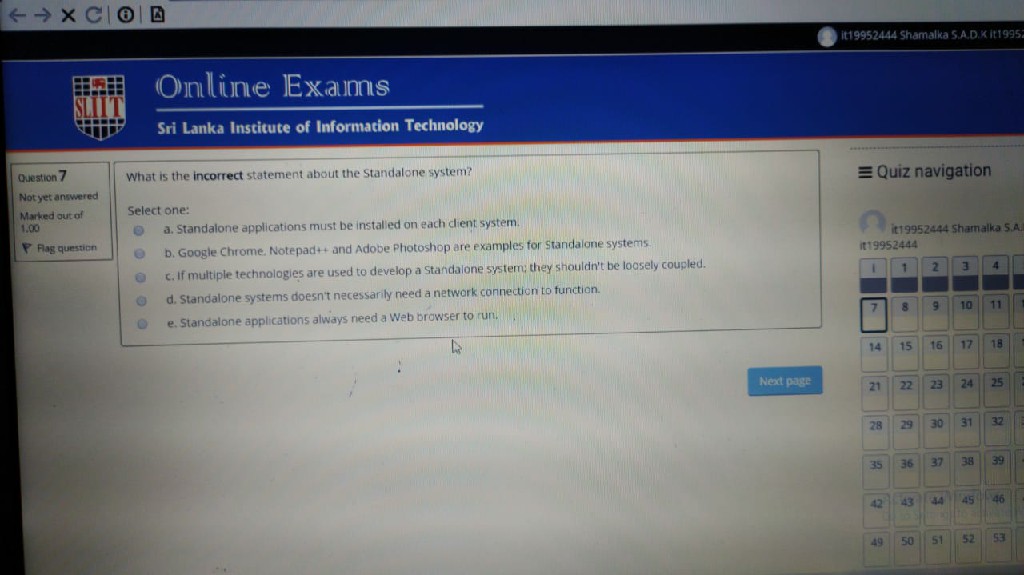 it19952444 Shamalka S.A.D.K it1995
SLIIT
Online Exams
Sri Lanka Institute of Information Technology
Question 7
Not yet answered
Marked out of
1.00
Flag question
What is the incorrect statement about the Standalone system?
Select one:
a. Standalone applications must be installed on each client system.
b. Google Chrome, Notepad++ and Adobe Photoshop are examples for Standalone systems.
c. If multiple technologies are used to develop a Standalone system; they shouldn't be loosely coupled.
d. Standalone systems doesn't necessarily need a network connection to function.
e. Standalone applications always need a Web browser to run.
Next page
Quiz navigation
it19952444 Shamalka S.A.
it19952444
i 1 2 3 4
7 8 9 10 11
14 15 16 17 18
21 22 23 24 25
28 29 30 31 32
35 36 37 38 39
42 43 44 45 46
49 50 51 52 53